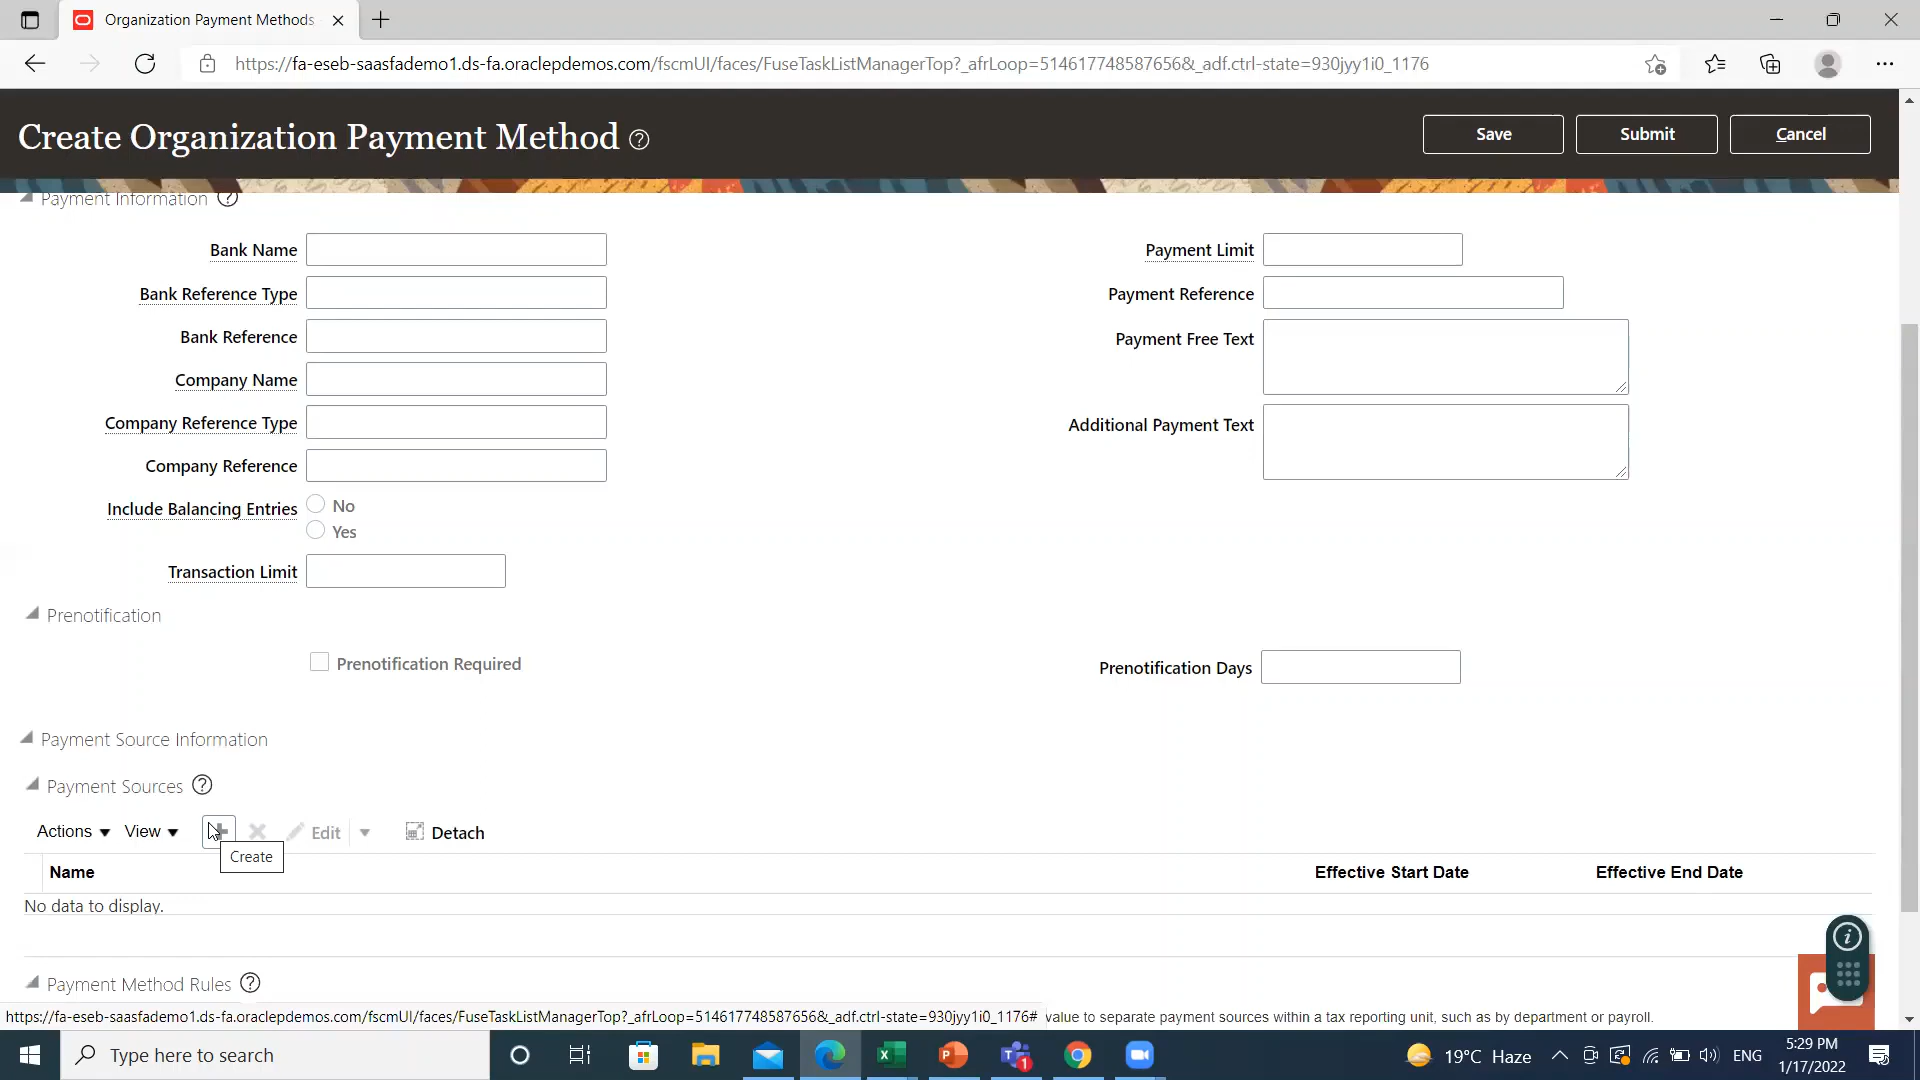 Organization Payment Methods
https://fa-eseb-saasfademo1.ds-fa.oraclepdemos.com/fscmUI/faces/FuseTaskListManagerTop?_afrLoop=514617748587656&_adf.ctrl-state=930jyy1i0_1176
Create Organization Payment Method
Save
Submit
Cancel
Payment Information
Bank Name
Payment Limit
Bank Reference Type
Payment Reference
Bank Reference
Payment Free Text
Company Name
Company Reference Type
Additional Payment Text
Company Reference
Include Balancing Entries
No
Yes
Transaction Limit
Prenotification
Prenotification Required
Prenotification Days
Payment Source Information
Payment Sources
Actions
View
Edit
Detach
Create
Name
Effective Start Date
Effective End Date
No data to display.
Payment Method Rules
https://fa-eseb-saasfademo1.ds-fa.oraclepdemos.com/fscmUI/faces/FuseTaskListManagerTop?_afrLoop=514617748587656&_adf.ctrl-state=930jyy1i0_1176#
value to separate payment sources within a tax reporting unit, such as by department or payroll.
Type here to search
1
19°C Haze
ENG
5:29 PM
1/17/2022